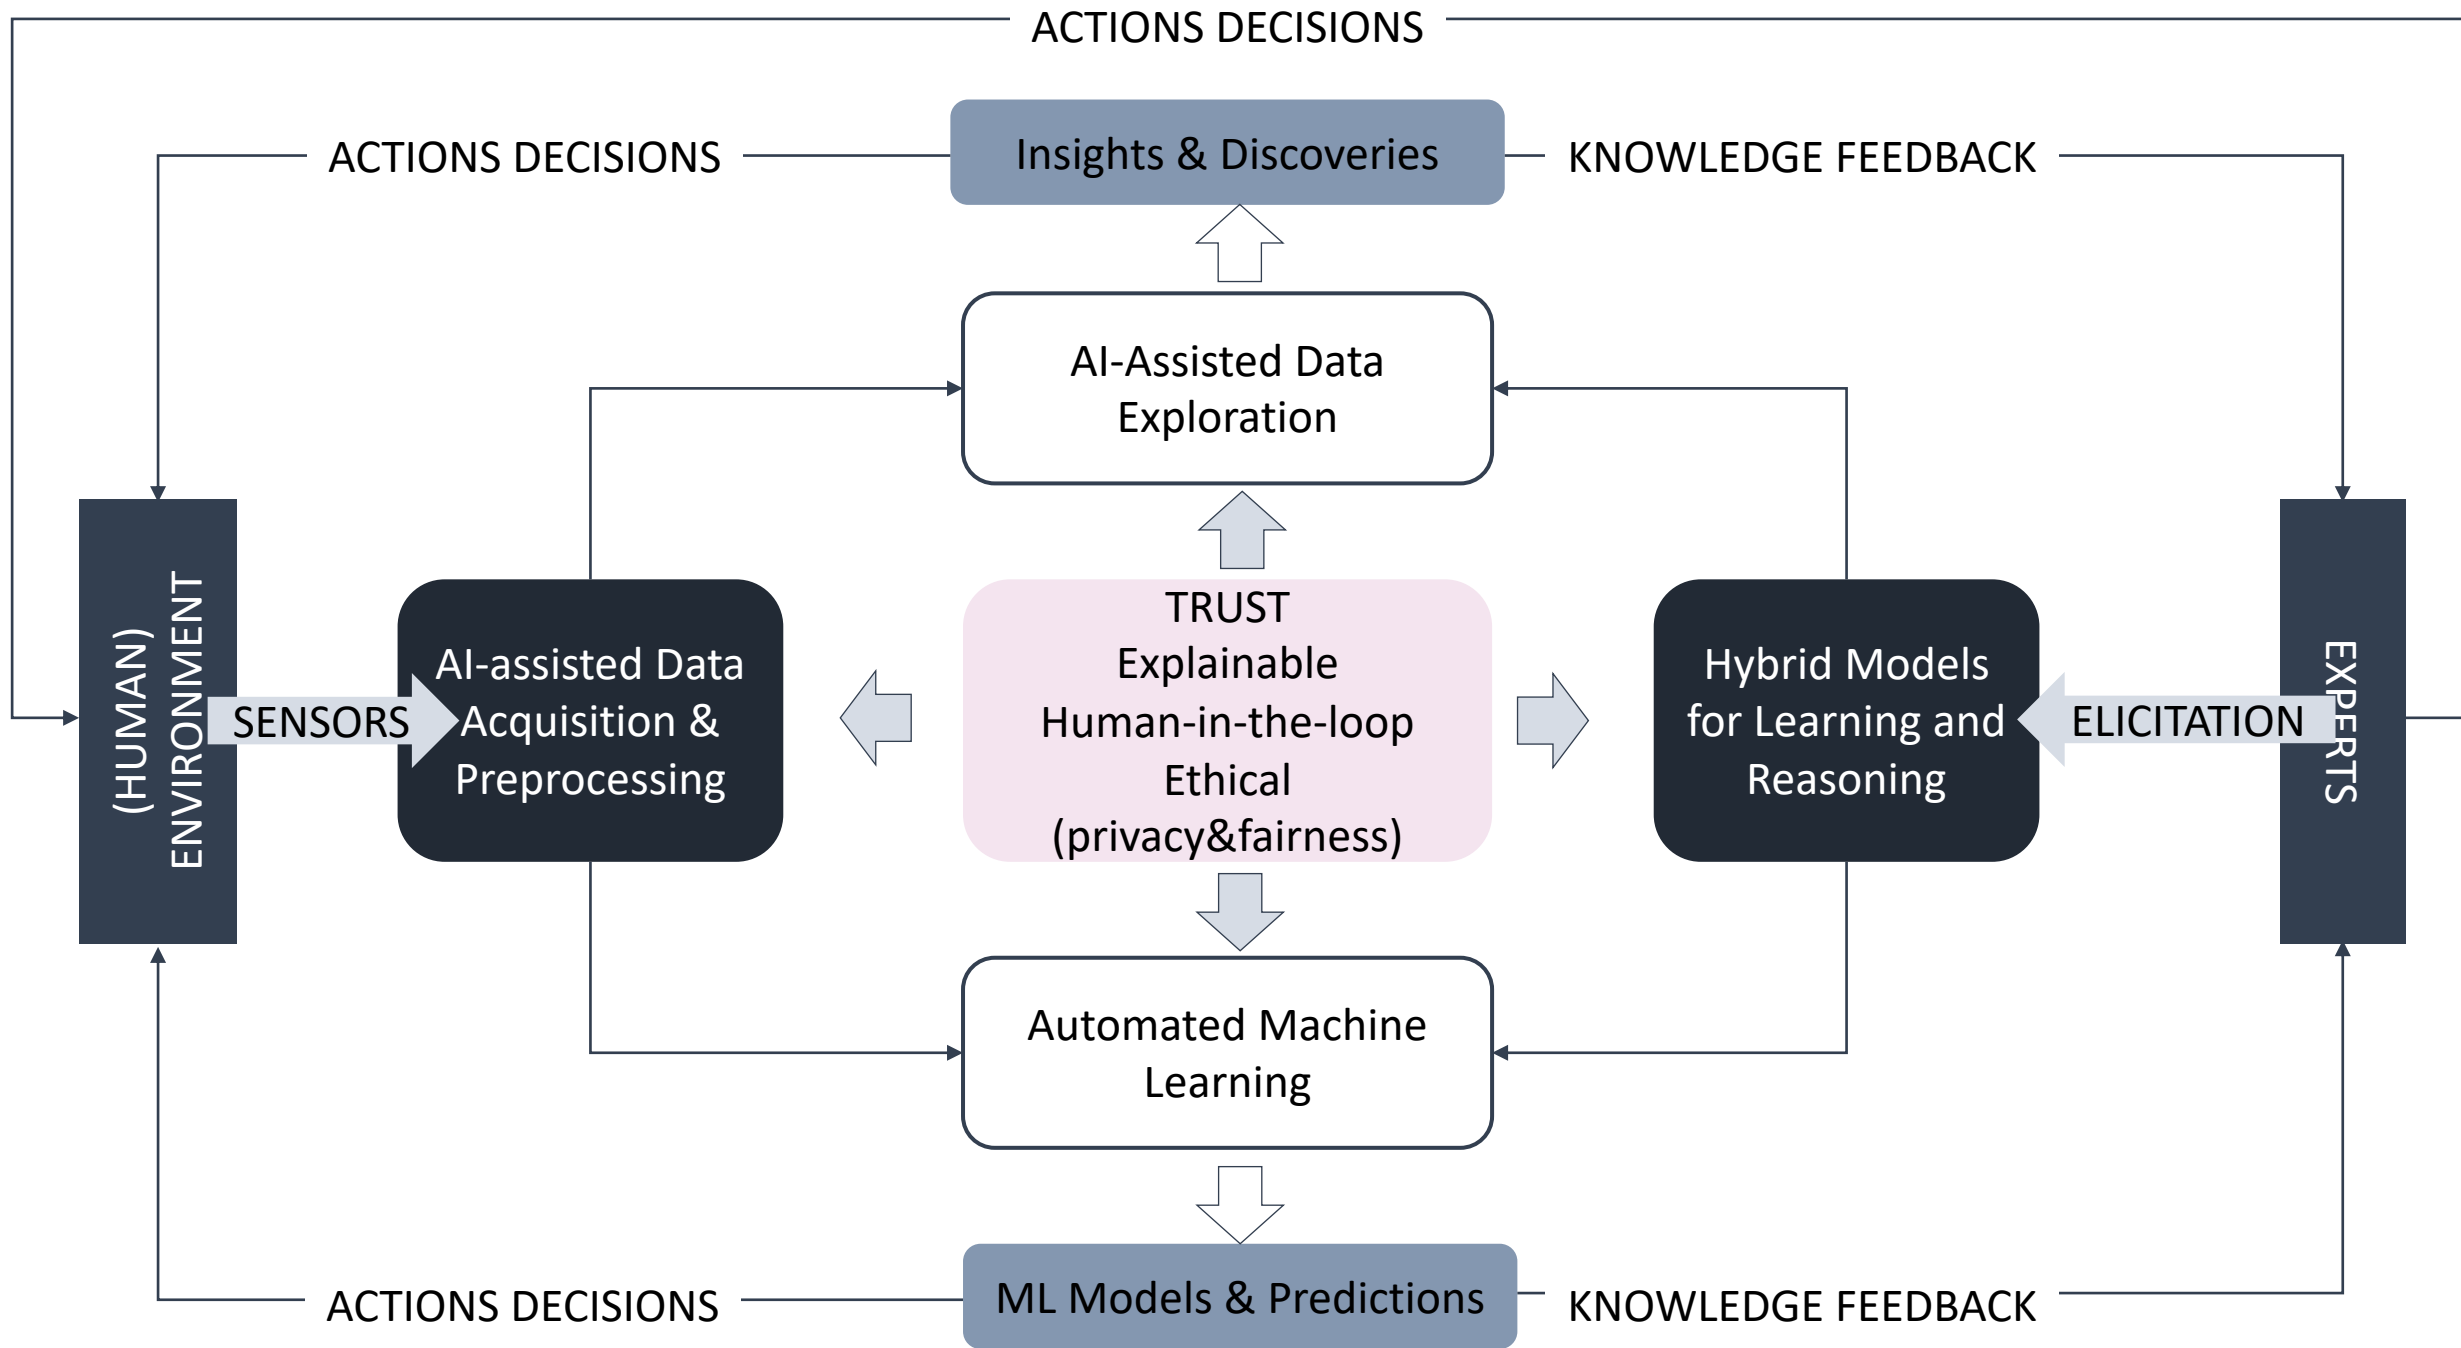 ACTIONS DECISIONS
ACTIONS DECISIONS
Insights & Discoveries
KNOWLEDGE FEEDBACK
AI-Assisted Data
Exploration
(HUMAN)
ENVIRONMENT
SENSORS
AI-assisted Data
Acquisition &
Preprocessing
TRUST
Explainable
Human-in-the-loop
Ethical
(privacy&fairness)
Hybrid Models
for Learning and
Reasoning
ELICITATION
EXPERTS
Automated Machine
Learning
ACTIONS DECISIONS
ML Models & Predictions
KNOWLEDGE FEEDBACK